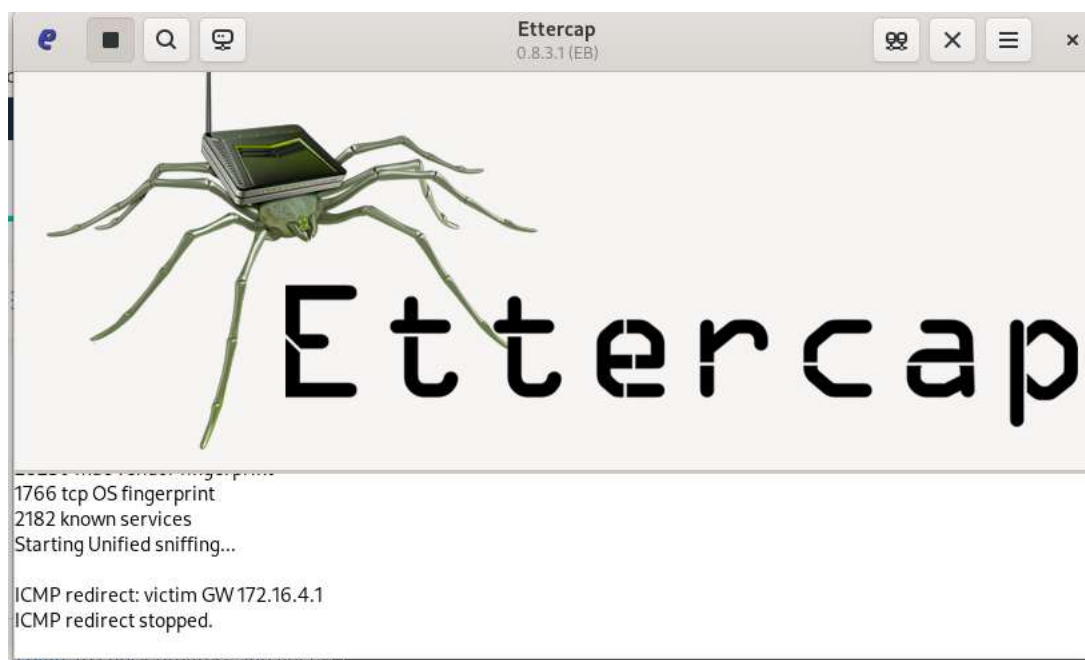 Ettercap
0.8.3.1 (EB)
Ettercap
1766 tcp OS fingerprint
2182 known services
Starting Unified sniffing...
ICMP redirect: victim GW 172.16.4.1
ICMP redirect stopped.